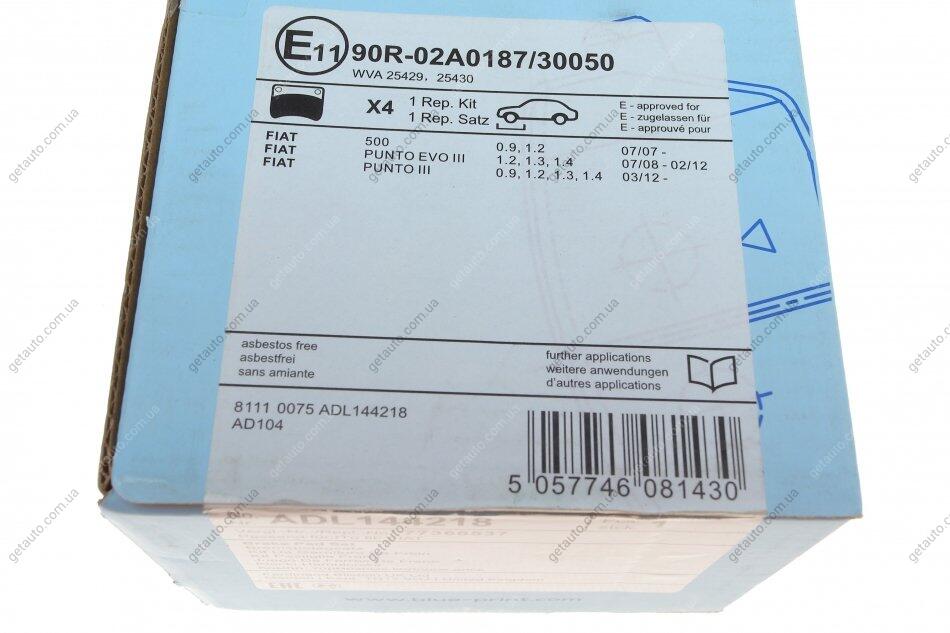 E11 90R-02A0187/30050
WVA 25429, 25430
X4 1 Rep. Kit
1 Rep. Satz
E - approved for
E - zugelassen für
E - approuvé pour
FIAT 500 0.9, 1.2 07/07 -
FIAT PUNTO EVO III 1.2, 1.3, 1.4 07/08 - 02/12
FIAT PUNTO III 0.9, 1.2, 1.3, 1.4 03/12 -
asbestos free
asbestfrei
sans amiante
further applications
weitere anwendungen
d'autres applications
8111 0075 ADL144218
AD104
5 057746 081430
ADL144218
www.blue-print.com
getauto.com.ua